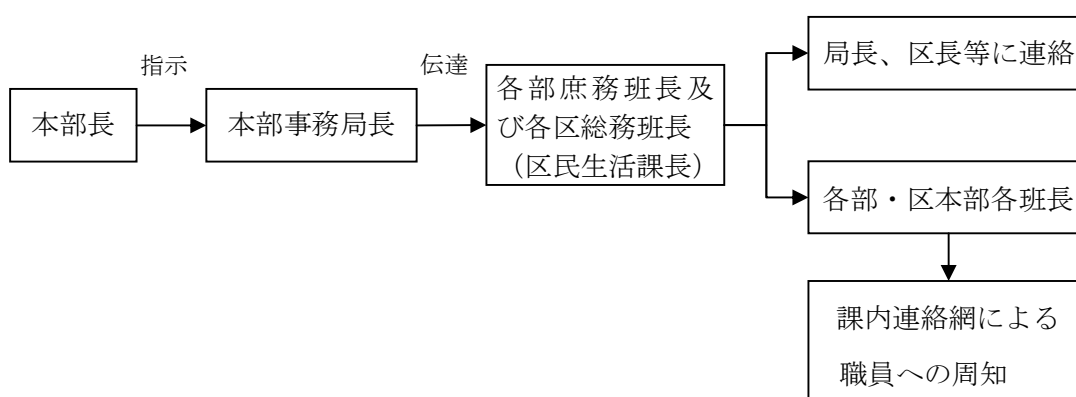 指示
本部長
本部事務局長
伝達
各部庶務班長及
び各区総務班長
（区民生活課長）
局長、区長等に連絡
各部・区本部各班長
課内連絡網による
職員への周知